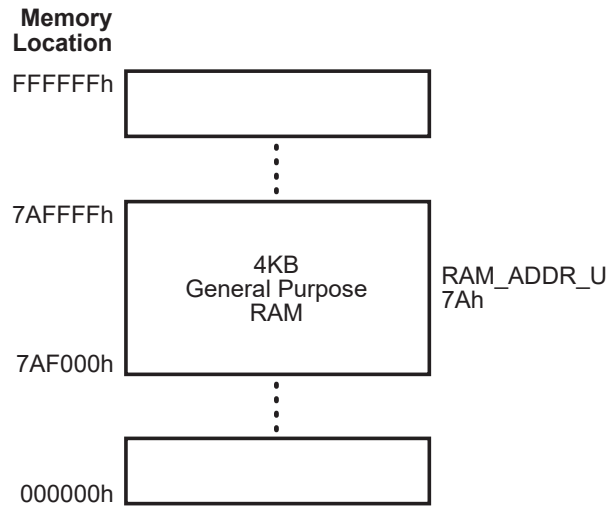 Memory
Location
FFFFFFh
7AFFFFh
4KB
General Purpose
RAM
RAM_ADDR_U
7Ah
7AF000h
000000h